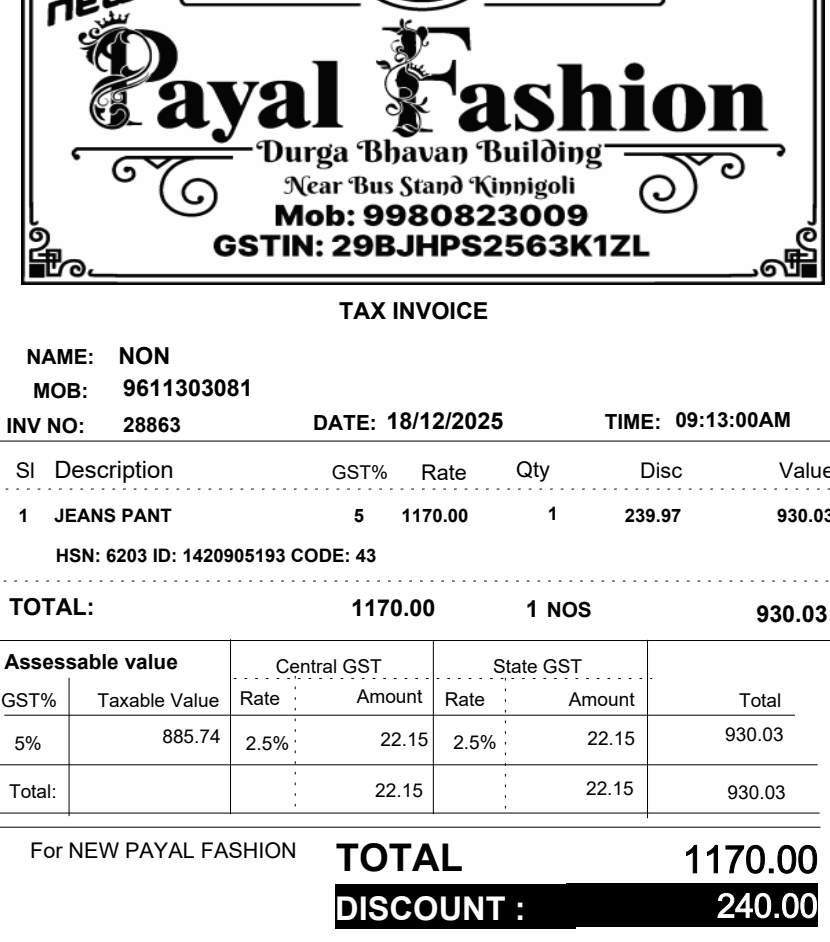 Payal Fashion
Durga Bhavan Building
Near Bus Stand Kinnigoli
Mob: 9980823009
GSTIN: 29BJHPS2563K1ZL
TAX INVOICE
NAME: NON
MOB: 9611303081
INV NO: 28863 DATE: 18/12/2025 TIME: 09:13:00AM
Sl Description GST% Rate Qty Disc Value
1 JEANS PANT 5 1170.00 1 239.97 930.03
HSN: 6203 ID: 1420905193 CODE: 43
TOTAL: 1170.00 1 NOS 930.03
Assessable value Central GST State GST
GST% Taxable Value Rate Amount Rate Amount Total
5% 885.74 2.5% 22.15 2.5% 22.15 930.03
Total: 22.15 22.15 930.03
For NEW PAYAL FASHION TOTAL 1170.00
DISCOUNT : 240.00